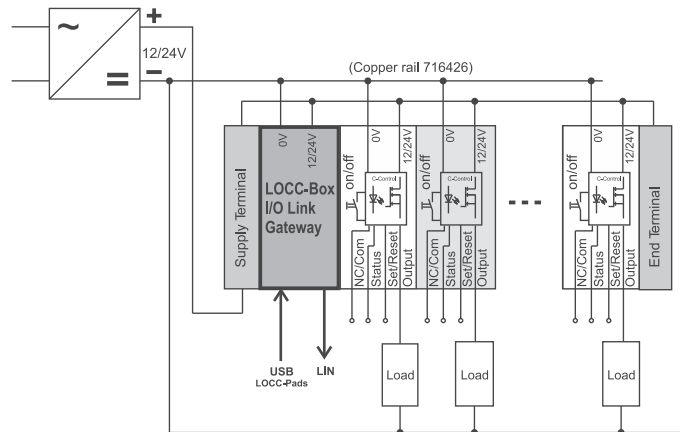 +
12/24V
−
(Copper rail 716426)
Supply Terminal
0V
12/24V
LOCC-Box
I/O Link
Gateway
on/off
0V
12/24V
C-Control
NC/Com
Status
Set/Reset
Output
on/off
0V
12/24V
C-Control
NC/Com
Status
Set/Reset
Output
on/off
0V
12/24V
C-Control
NC/Com
Status
Set/Reset
Output
End Terminal
USB
LOCC-Pads
LIN
Load
Load
Load